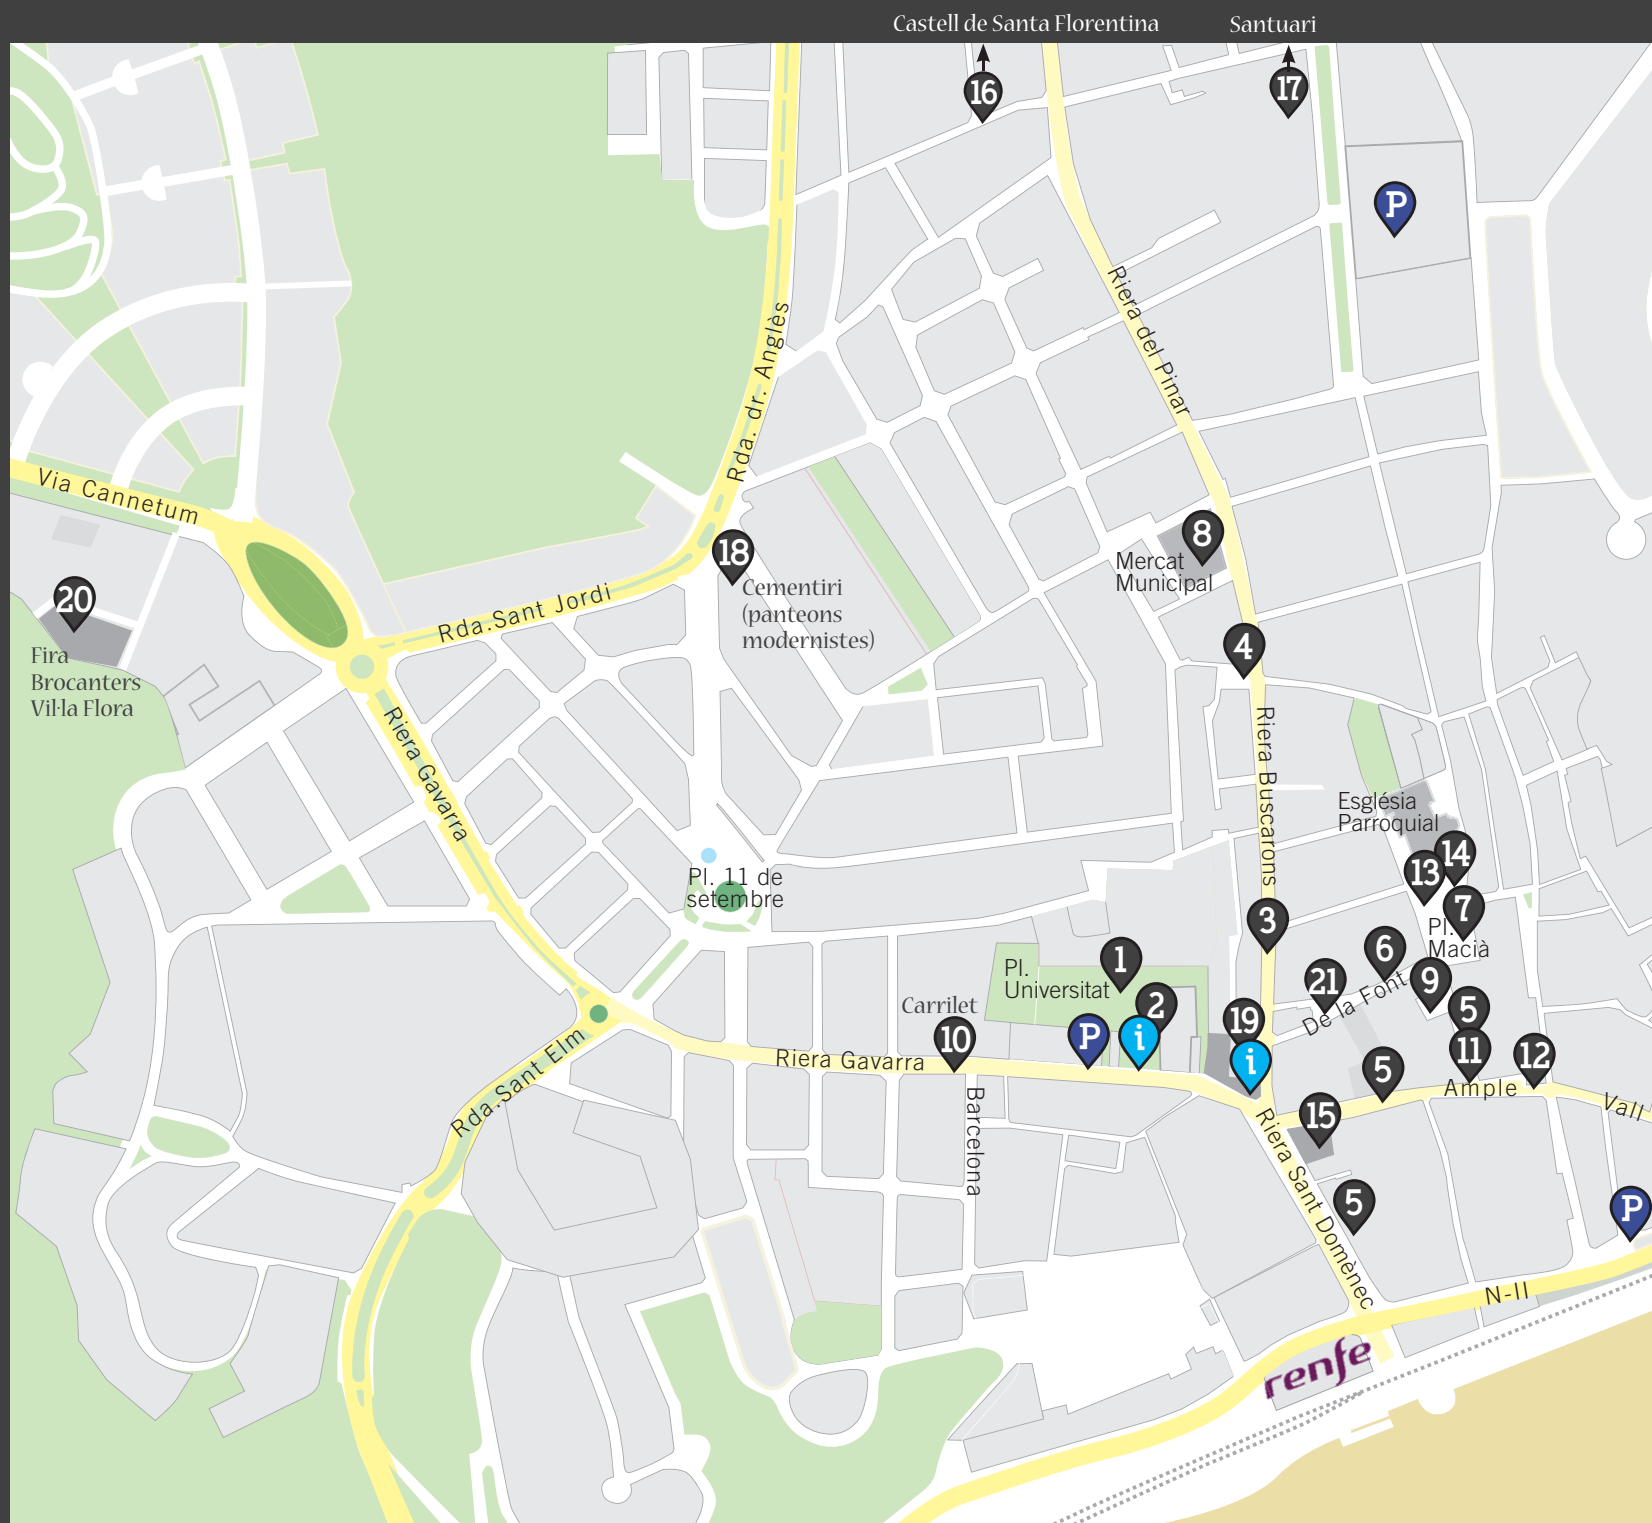 Castell de Santa Florentina
Santuari
16
17
P
Riera del Pinar
Rda. dr. Anglès
Via Cannetum
8
Mercat
Municipal
18
Cementiri
(panteons
modernistes)
20
Fira
Brocanters
Vil·la Flora
Rda.Sant Jordi
4
Riera Gavarra
Riera Buscarons
Església
Parroquial
14
13
7
Pl.
Macià
Pl. 11 de
setembre
3
6
1
Pl.
Universitat
21
9
De la Font
2
5
Carrilet
10
P
i
19
i
11
12
5
Riera Gavarra
Ample
Vall
Rda.Sant Elm
Barcelona
15
Riera Sant Domènec
5
P
N-II
renfe